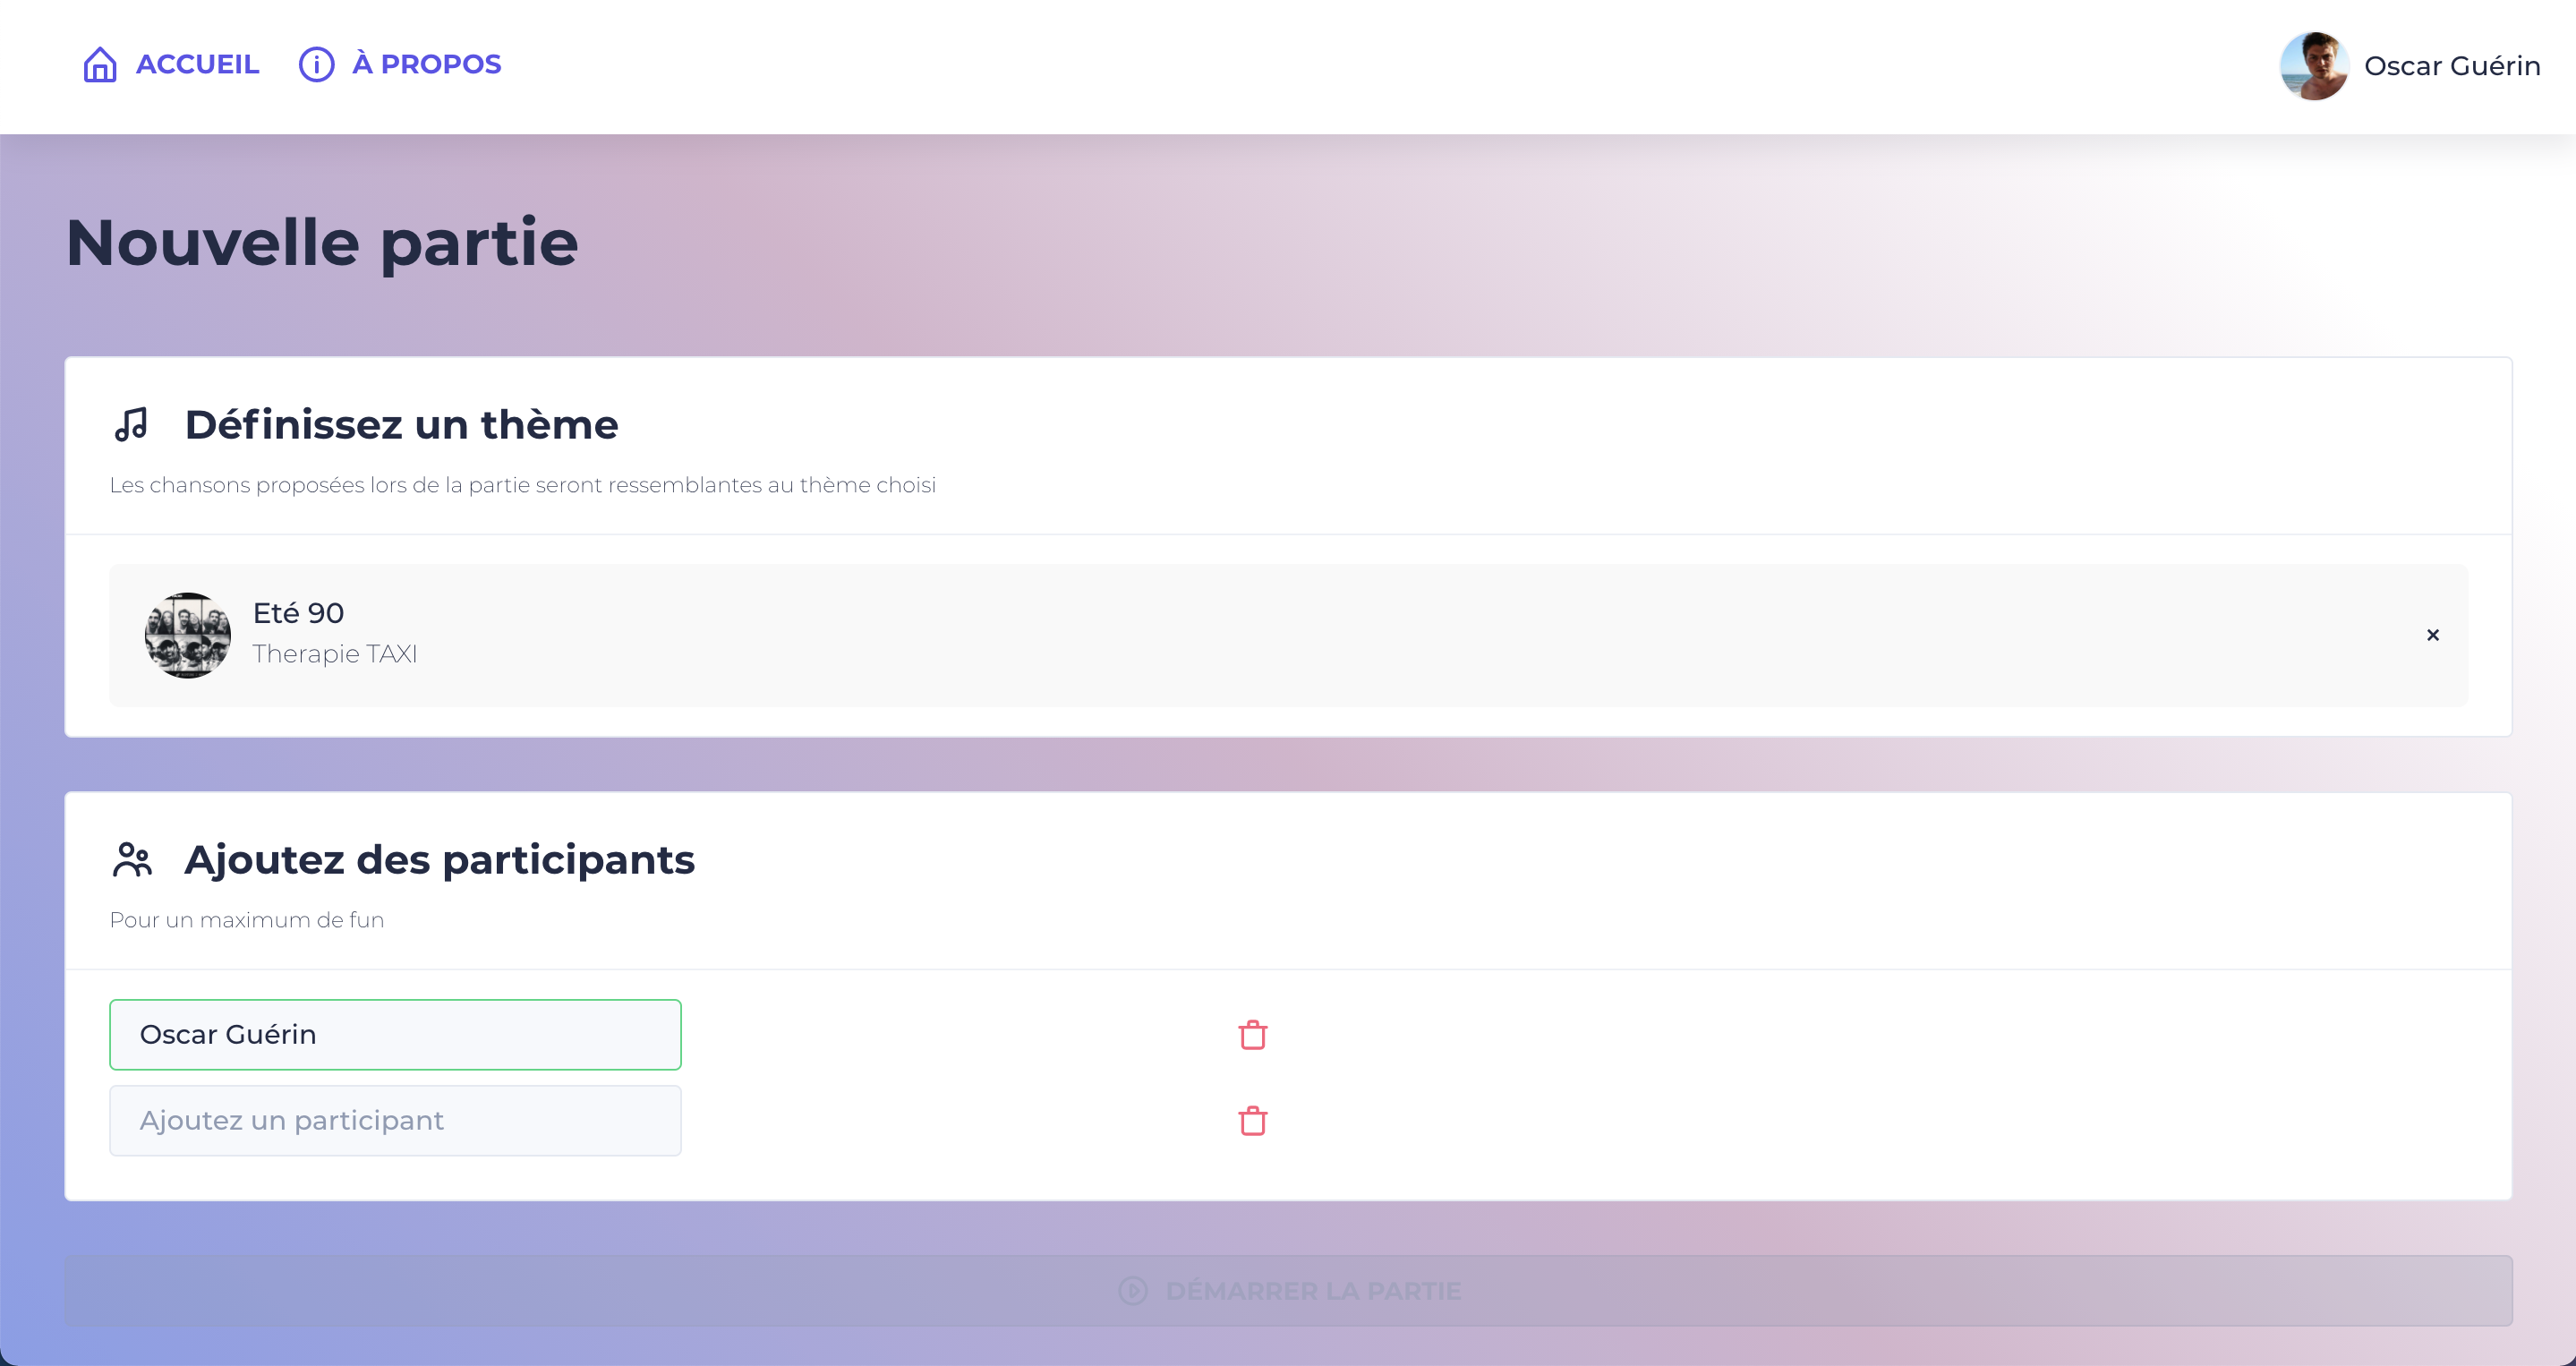 ACCUEIL À PROPOS Oscar Guérin
Nouvelle partie
Définissez un thème
Les chansons proposées lors de la partie seront ressemblantes au thème choisi
Eté 90
Therapie TAXI
Ajoutez des participants
Pour un maximum de fun
Oscar Guérin
Ajoutez un participant
DÉMARRER LA PARTIE